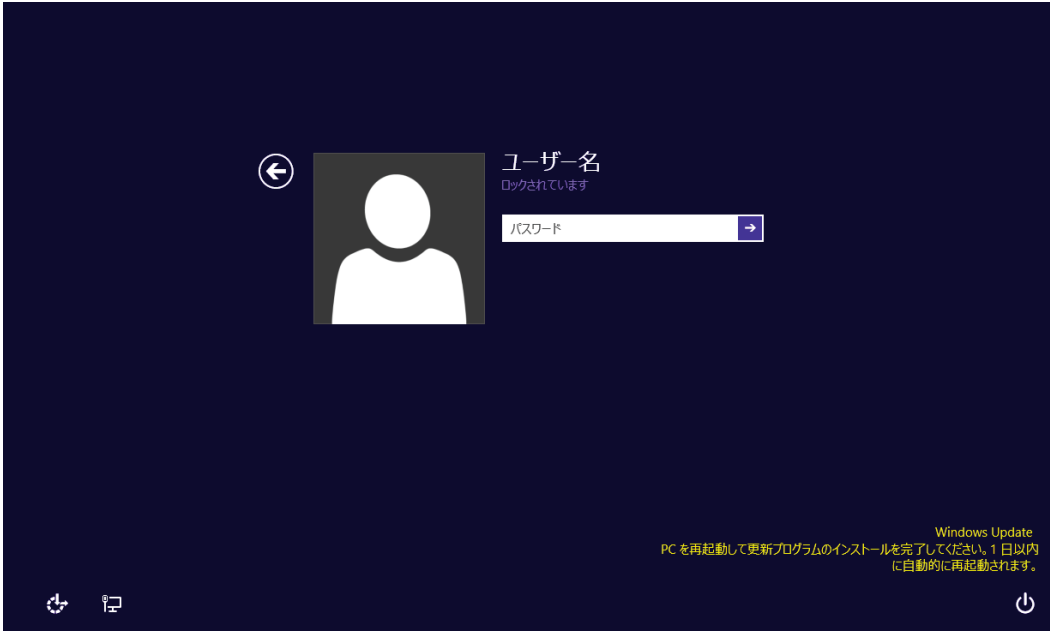 ユーザー名
ロックされています
パスワード
Windows Update
PC を再起動して更新プログラムのインストールを完了してください。1 日以内
に自動的に再起動されます。